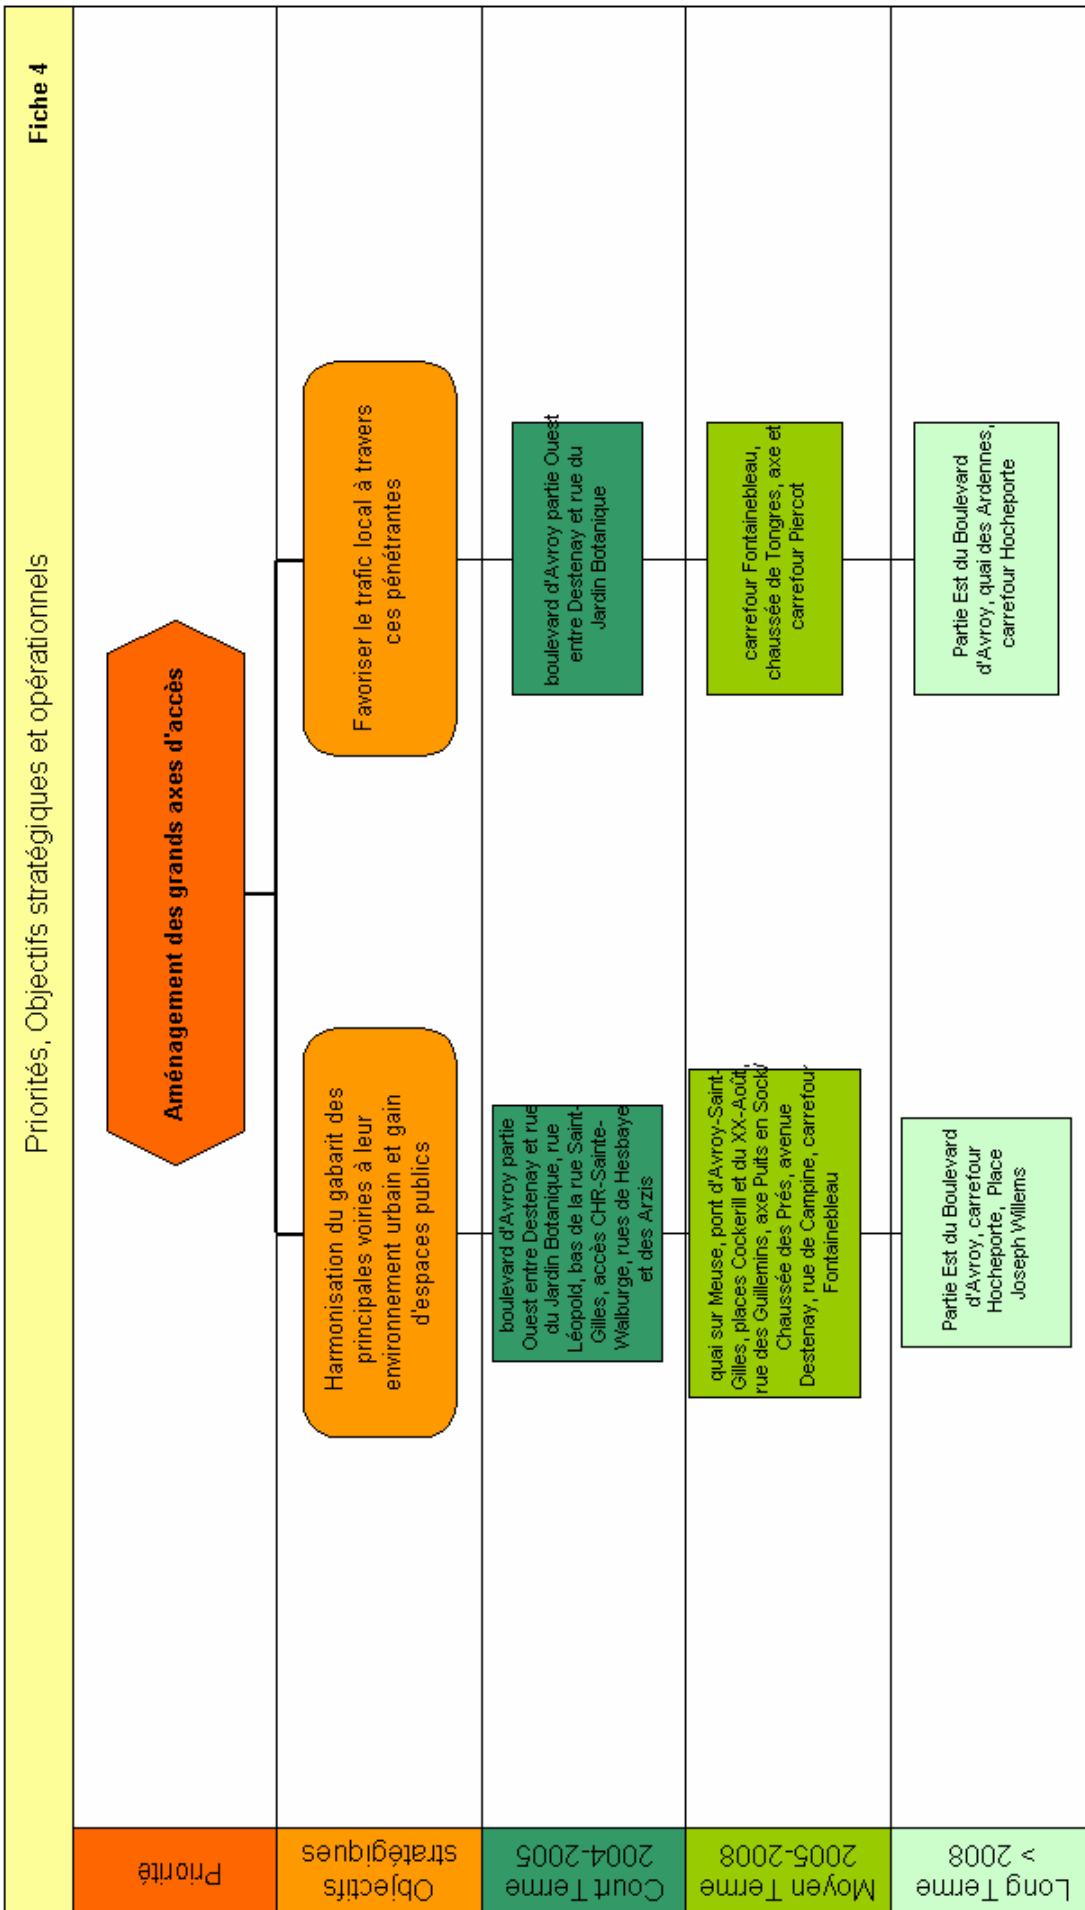 Priorités, Objectifs stratégiques et opérationnels
Fiche 4
Priorité
Aménagement des grands axes d'accès
Objectifs
stratégiques
Harmonisation du gabarit des
principales voiries à leur
environnement urbain et gain
d'espaces publics
Favoriser le trafic local à travers
ces pénétrantes
Court Terme
2004-2005
boulevard d'Avroy partie
Ouest entre Destenay et rue
du Jardin Botanique, rue
Léopold, bas de la rue Saint-
Gilles, accès CHR-Sainte-
Walburge, rues de Hesbaye
et des Arzis
boulevard d'Avroy partie Ouest
entre Destenay et rue du
Jardin Botanique
Moyen Terme
2005-2008
quai sur Meuse, pont d'Avroy-Saint-
Gilles, places Cockerill et du XX-Août,
rue des Guillemins, axe Puits en Sock/
Chaussée des Prés, avenue
Destenay, rue de Campine, carrefour
Fontainebleau
carrefour Fontainebleau,
chaussée de Tongres, axe et
carrefour Piercot
Long Terme
> 2008
Partie Est du Boulevard
d'Avroy, carrefour
Hocheporte, Place
Joseph Willems
Partie Est du Boulevard
d'Avroy, quai des Ardennes,
carrefour Hocheporte